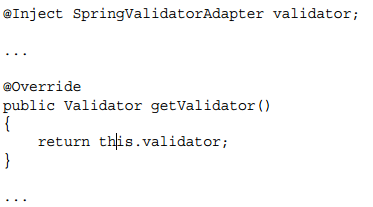 @Inject SpringValidatorAdapter validator;
...
@Override
public Validator getValidator()
{
    return this.validator;
}
...